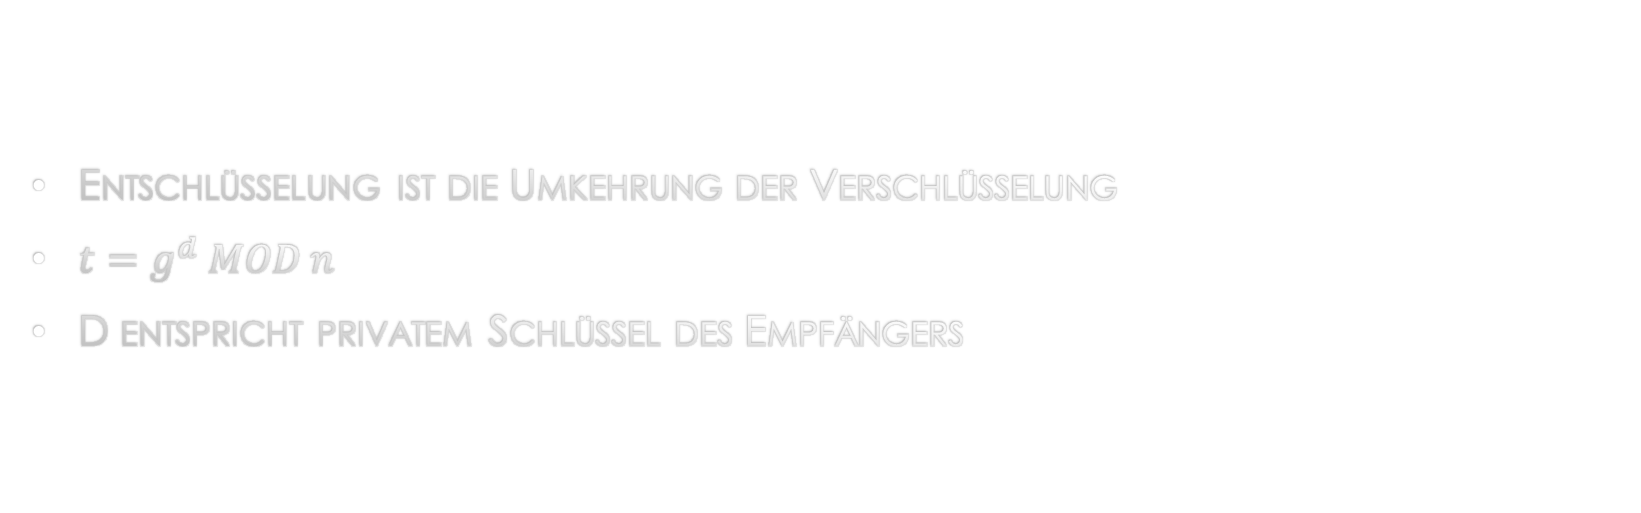 ◦ Entschlüsselung ist die Umkehrung der Verschlüsselung
◦ t = g^d MOD n
◦ D entspricht privatem Schlüssel des Empfängers